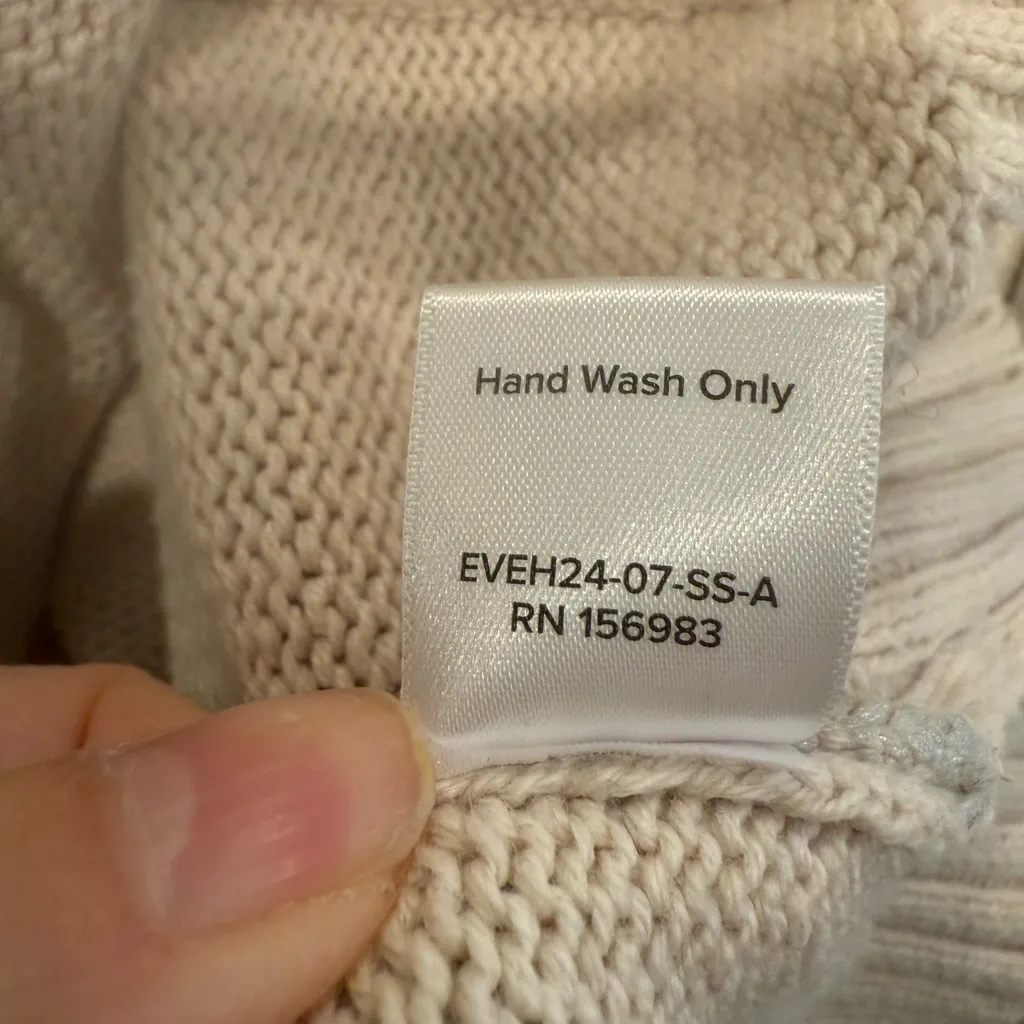 Hand Wash Only
EVEH24-07-SS-A
RN 156983